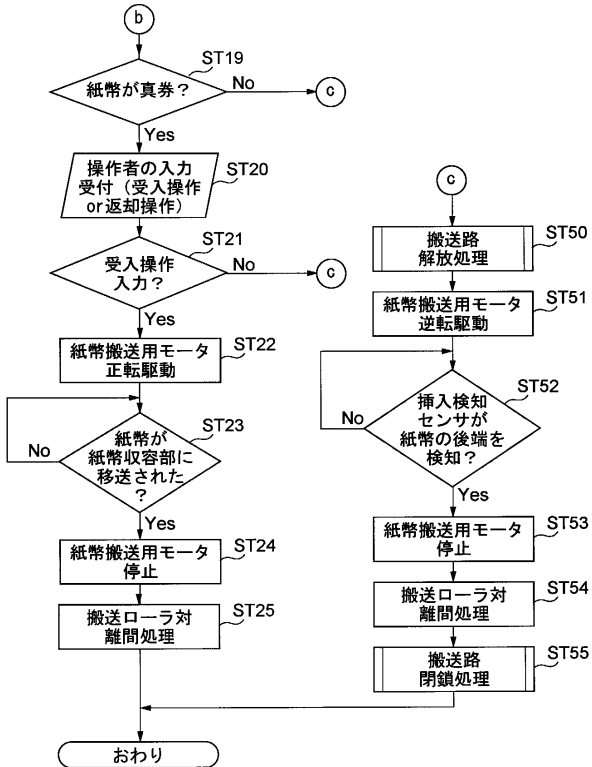 b
ST19
紙幣が真券？
No
c
Yes
操作者の入力
受付（受入操作
or返却操作）
ST20
ST21
受入操作
入力？
No
c
Yes
紙幣搬送用モータ
正転駆動
ST22
紙幣が
紙幣収容部に
移送された
？
ST23
No
Yes
紙幣搬送用モータ
停止
ST24
搬送ローラ対
離間処理
ST25
おわり
c
搬送路
解放処理
ST50
紙幣搬送用モータ
逆転駆動
ST51
挿入検知
センサが
紙幣の後端を
検知？
ST52
No
Yes
紙幣搬送用モータ
停止
ST53
搬送ローラ対
離間処理
ST54
搬送路
閉鎖処理
ST55